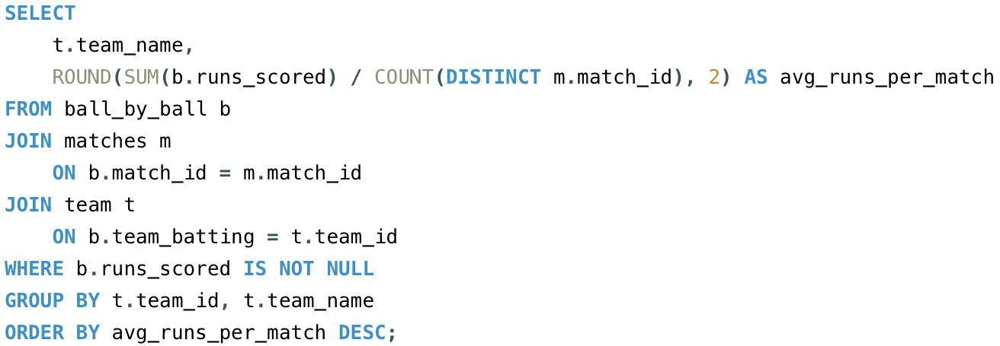 SELECT
    t.team_name,
    ROUND(SUM(b.runs_scored) / COUNT(DISTINCT m.match_id), 2) AS avg_runs_per_match
FROM ball_by_ball b
JOIN matches m
    ON b.match_id = m.match_id
JOIN team t
    ON b.team_batting = t.team_id
WHERE b.runs_scored IS NOT NULL
GROUP BY t.team_id, t.team_name
ORDER BY avg_runs_per_match DESC;